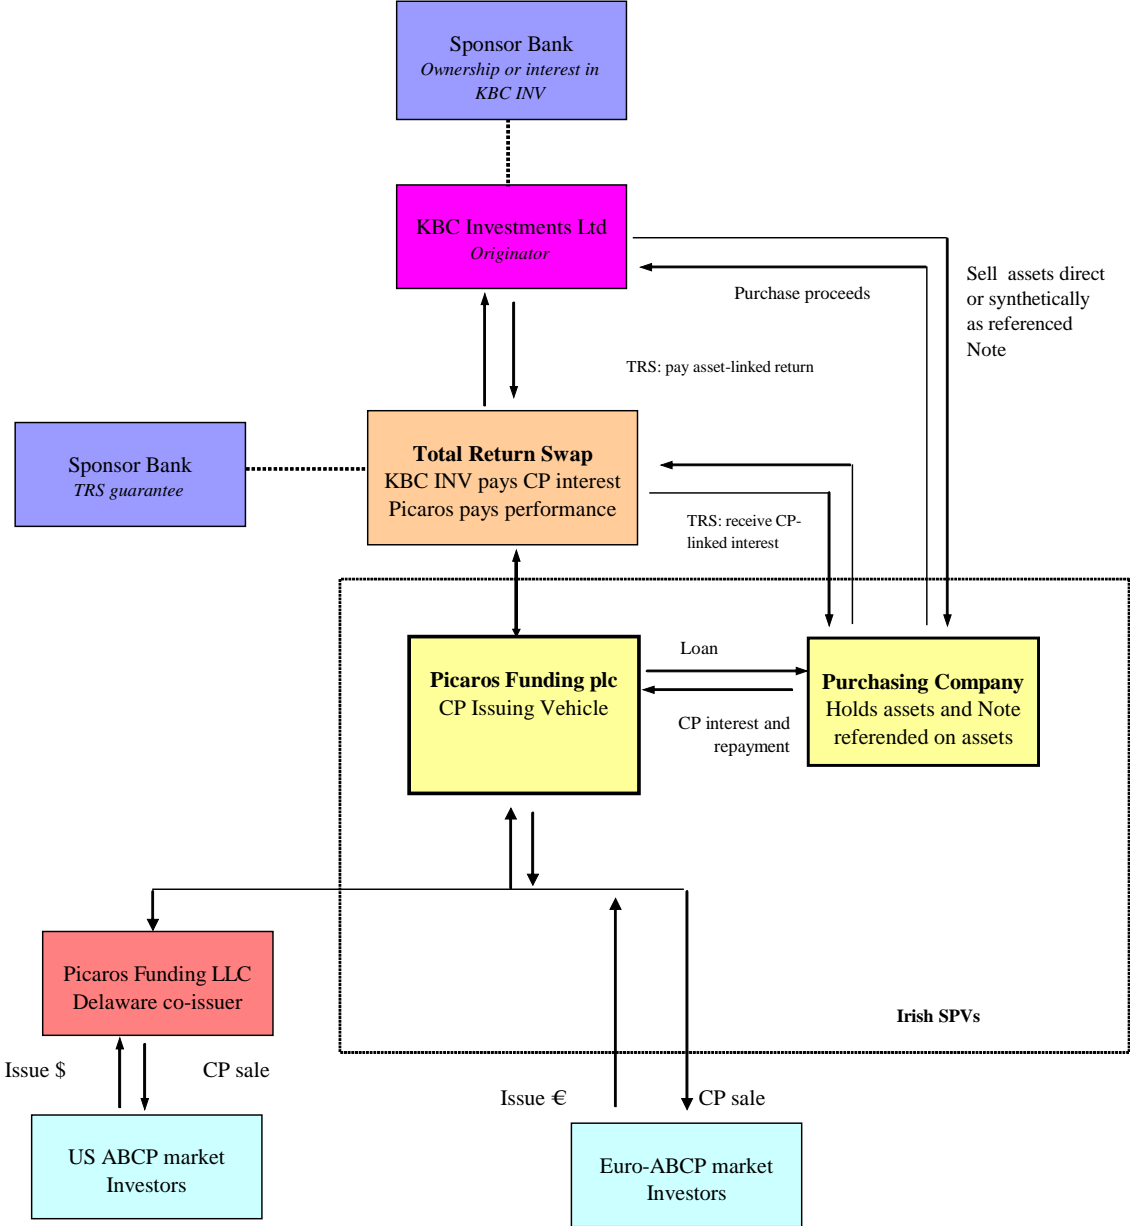 Sponsor Bank
Ownership or interest in
KBC INV
KBC Investments Ltd
Originator
Purchase proceeds
Sell assets direct
or synthetically
as referenced
Note
TRS: pay asset-linked return
Sponsor Bank
TRS guarantee
Total Return Swap
KBC INV pays CP interest
Picaros pays performance
TRS: receive CP-
linked interest
Picaros Funding plc
CP Issuing Vehicle
Loan
CP interest and
repayment
Purchasing Company
Holds assets and Note
referended on assets
Picaros Funding LLC
Delaware co-issuer
Irish SPVs
Issue $
CP sale
Issue €
CP sale
US ABCP market
Investors
Euro-ABCP market
Investors